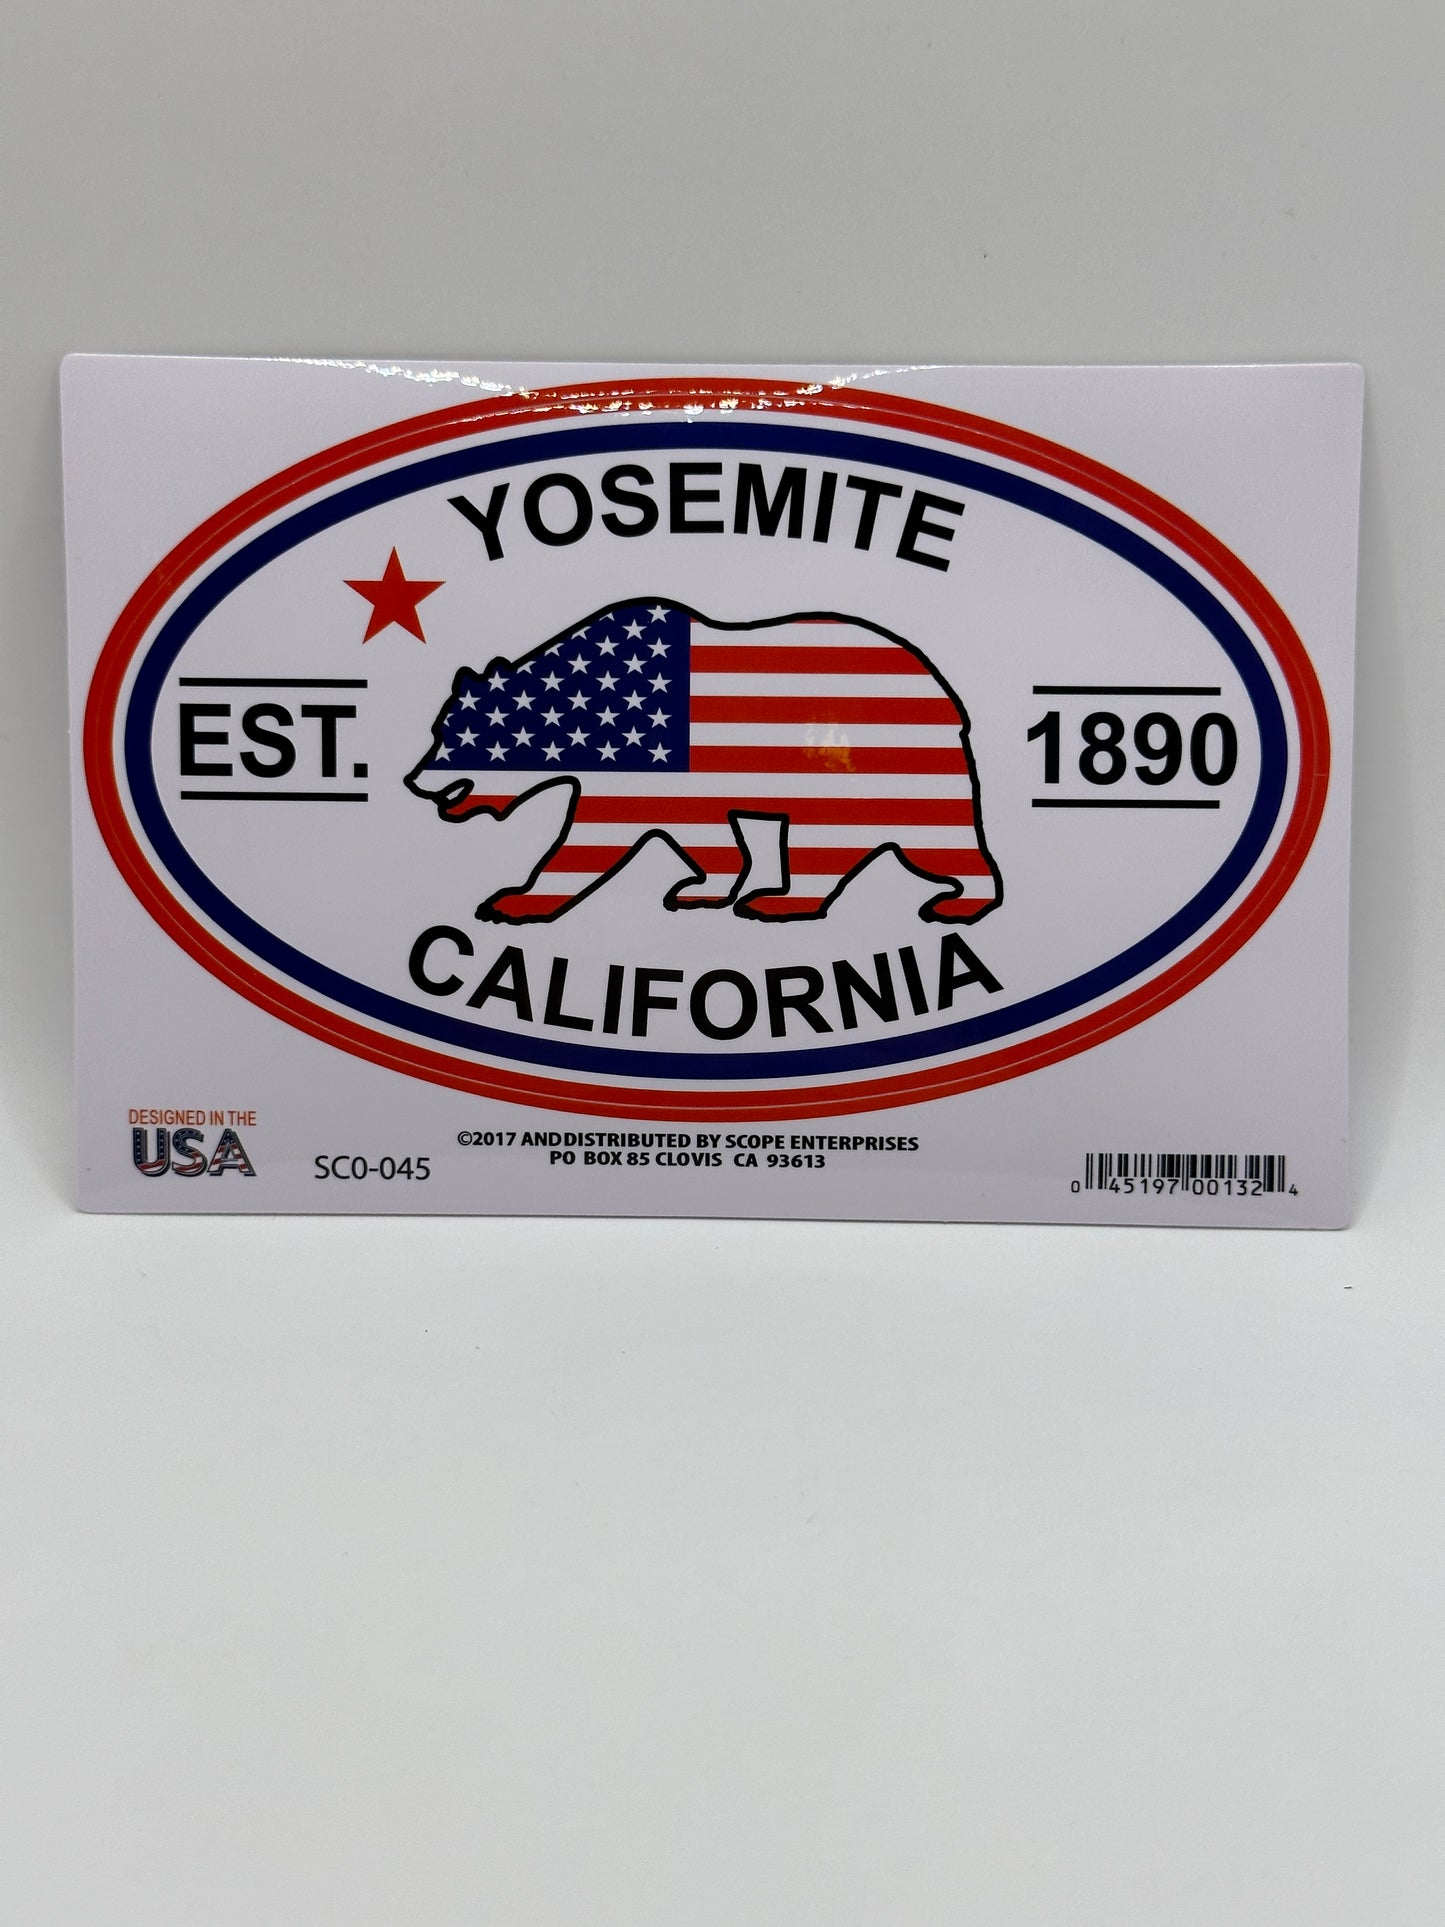 YOSEMITE
EST.
1890
CALIFORNIA
DESIGNED IN THE
USA
SC0-045
©2017 AND DISTRIBUTED BY SCOPE ENTERPRISES
PO BOX 85 CLOVIS CA 93613
0 45197 00132 4